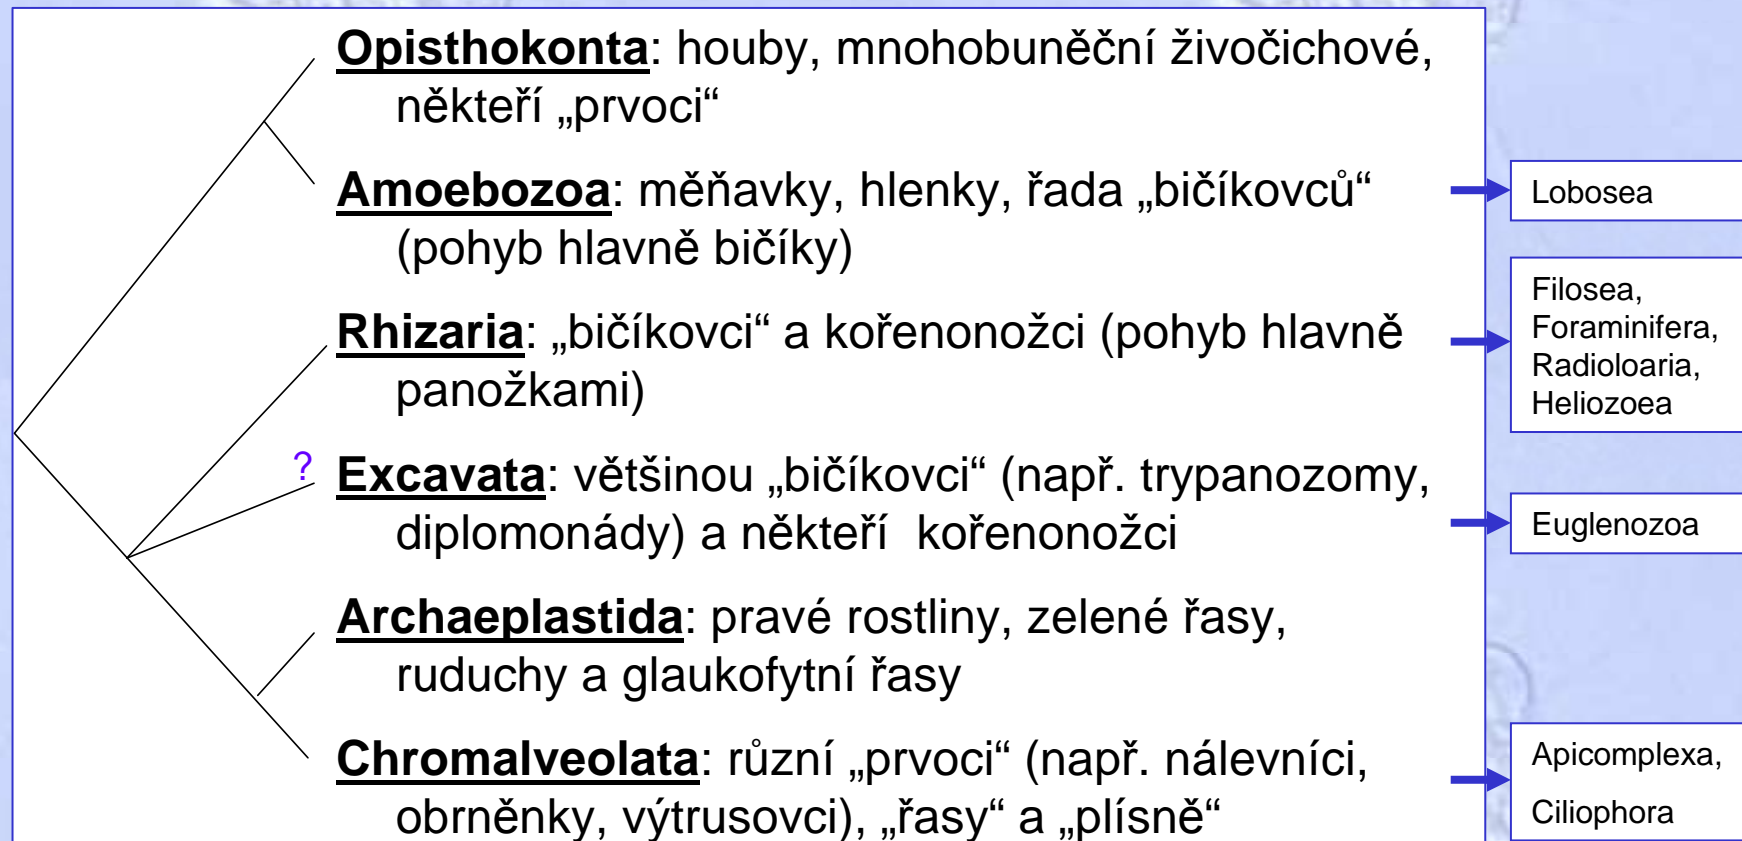 Opisthokonta: houby, mnohobuněční živočichové,
někteří „prvoci“
Amoebozoa: měňavky, hlenky, řada „bičíkovců“
(pohyb hlavně bičíky)
Lobosea
Rhizaria: „bičíkovci“ a kořenonožci (pohyb hlavně
panožkami)
Filosea,
Foraminifera,
Radioloaria,
Heliozoea
?
Excavata: většinou „bičíkovci“ (např. trypanozomy,
diplomonády) a někteří kořenonožci
Euglenozoa
Archaeplastida: pravé rostliny, zelené řasy,
ruduchy a glaukofytní řasy
Chromalveolata: různí „prvoci“ (např. nálevníci,
obrněnky, výtrusovci), „řasy“ a „plísně“
Apicomplexa,
Ciliophora